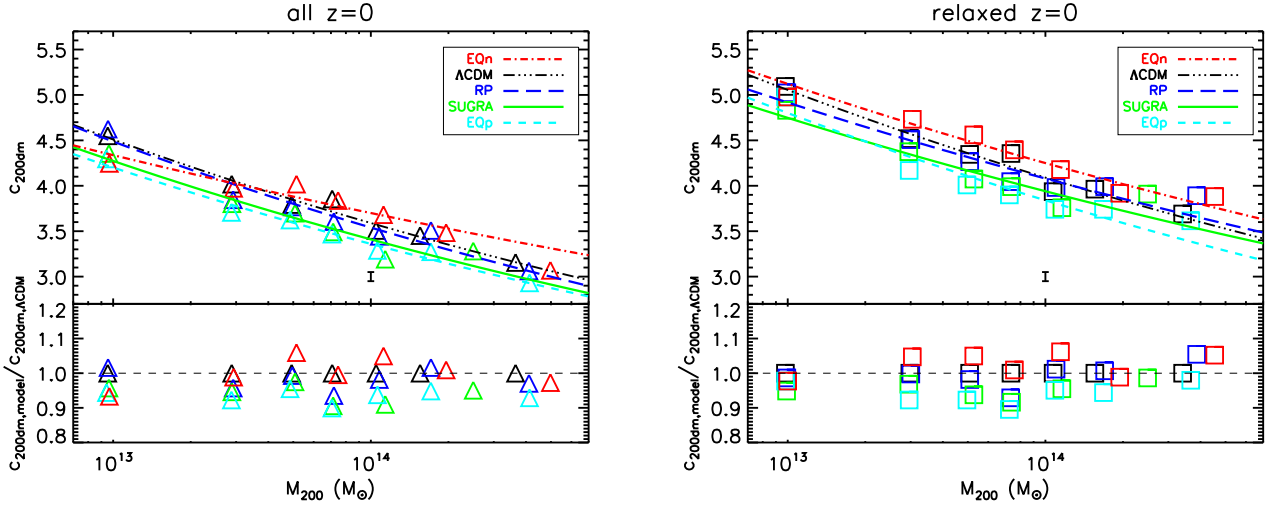 all z=0
5.5
5.0
4.5
4.0
3.5
3.0
c200dm
EQn
ΛCDM
RP
SUGRA
EQp
1.2
1.1
1.0
0.9
0.8
c200dm,model/c200dm,ΛCDM
10^13
10^14
M200 (M⊙)
relaxed z=0
5.5
5.0
4.5
4.0
3.5
3.0
c200dm
EQn
ΛCDM
RP
SUGRA
EQp
1.2
1.1
1.0
0.9
0.8
c200dm,model/c200dm,ΛCDM
10^13
10^14
M200 (M⊙)